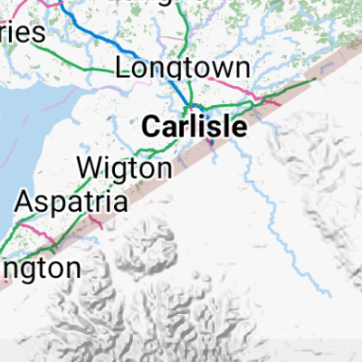 ries
Longtown
Carlisle
Wigton
Aspatria
ngton